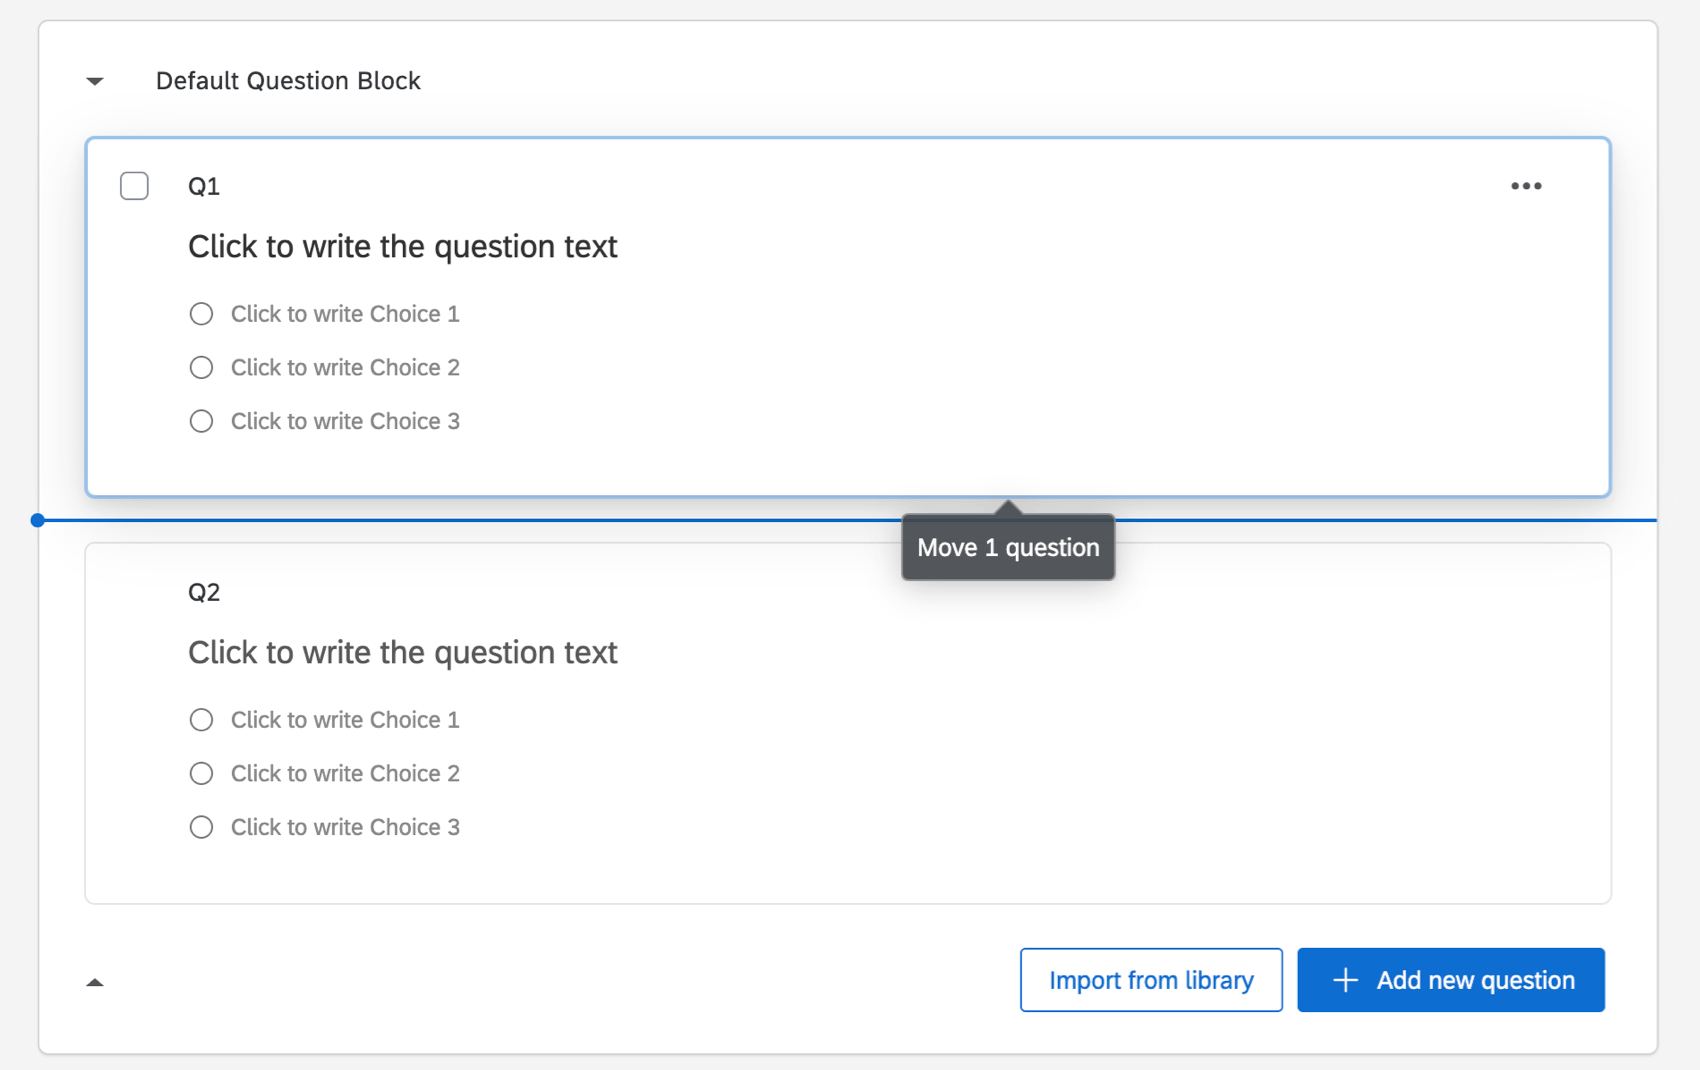 Default Question Block
Q1
Click to write the question text
Click to write Choice 1
Click to write Choice 2
Click to write Choice 3
Move 1 question
Q2
Click to write the question text
Click to write Choice 1
Click to write Choice 2
Click to write Choice 3
Import from library
Add new question